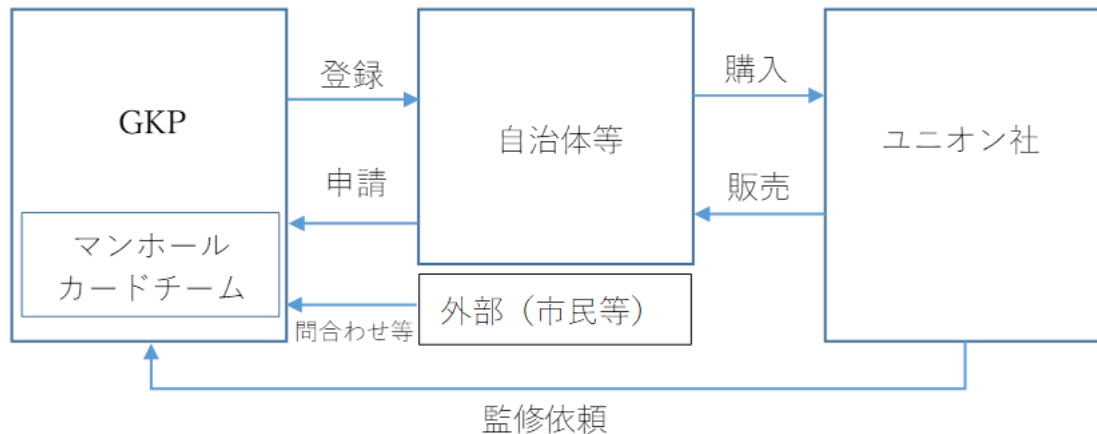 登録
購入
GKP
自治体等
ユニオン社
申請
販売
マンホール
カードチーム
外部（市民等）
問合わせ等
監修依頼